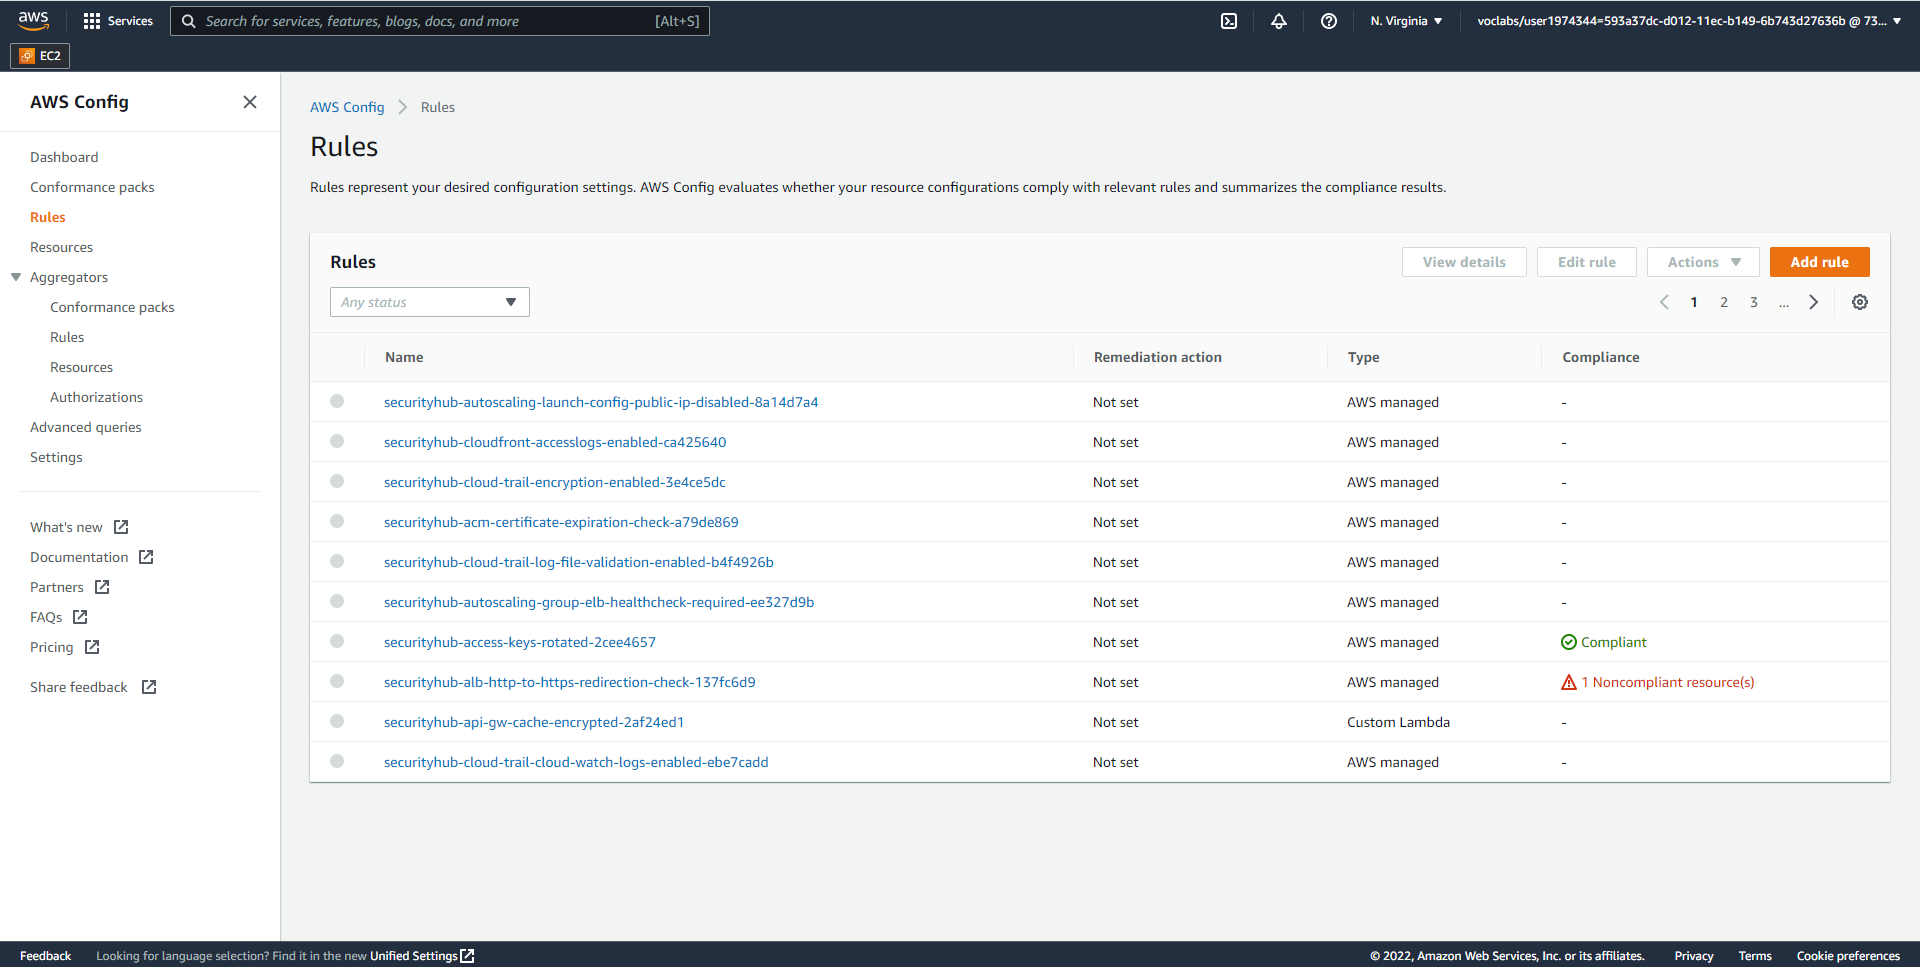 aws
Services
Search for services, features, blogs, docs, and more [Alt+S]
N. Virginia
voclabs/user1974344=593a37dc-d012-11ec-b149-6b743d27636b @ 73...
EC2
AWS Config
Dashboard
Conformance packs
Rules
Resources
Aggregators
Conformance packs
Rules
Resources
Authorizations
Advanced queries
Settings
What's new
Documentation
Partners
FAQs
Pricing
Share feedback
AWS Config Rules
Rules
Rules represent your desired configuration settings. AWS Config evaluates whether your resource configurations comply with relevant rules and summarizes the compliance results.
Rules View details Edit rule Actions Add rule
Any status 1 2 3 ...
Name Remediation action Type Compliance
securityhub-autoscaling-launch-config-public-ip-disabled-8a14d7a4 Not set AWS managed -
securityhub-cloudfront-accesslogs-enabled-ca425640 Not set AWS managed -
securityhub-cloud-trail-encryption-enabled-3e4ce5dc Not set AWS managed -
securityhub-acm-certificate-expiration-check-a79de869 Not set AWS managed -
securityhub-cloud-trail-log-file-validation-enabled-b4f4926b Not set AWS managed -
securityhub-autoscaling-group-elb-healthcheck-required-ee327d9b Not set AWS managed -
securityhub-access-keys-rotated-2cee4657 Not set AWS managed Compliant
securityhub-alb-http-to-https-redirection-check-137fc6d9 Not set AWS managed 1 Noncompliant resource(s)
securityhub-api-gw-cache-encrypted-2af24ed1 Not set Custom Lambda -
securityhub-cloud-trail-cloud-watch-logs-enabled-ebe7cadd Not set AWS managed -
Feedback Looking for language selection? Find it in the new Unified Settings © 2022, Amazon Web Services, Inc. or its affiliates. Privacy Terms Cookie preferences